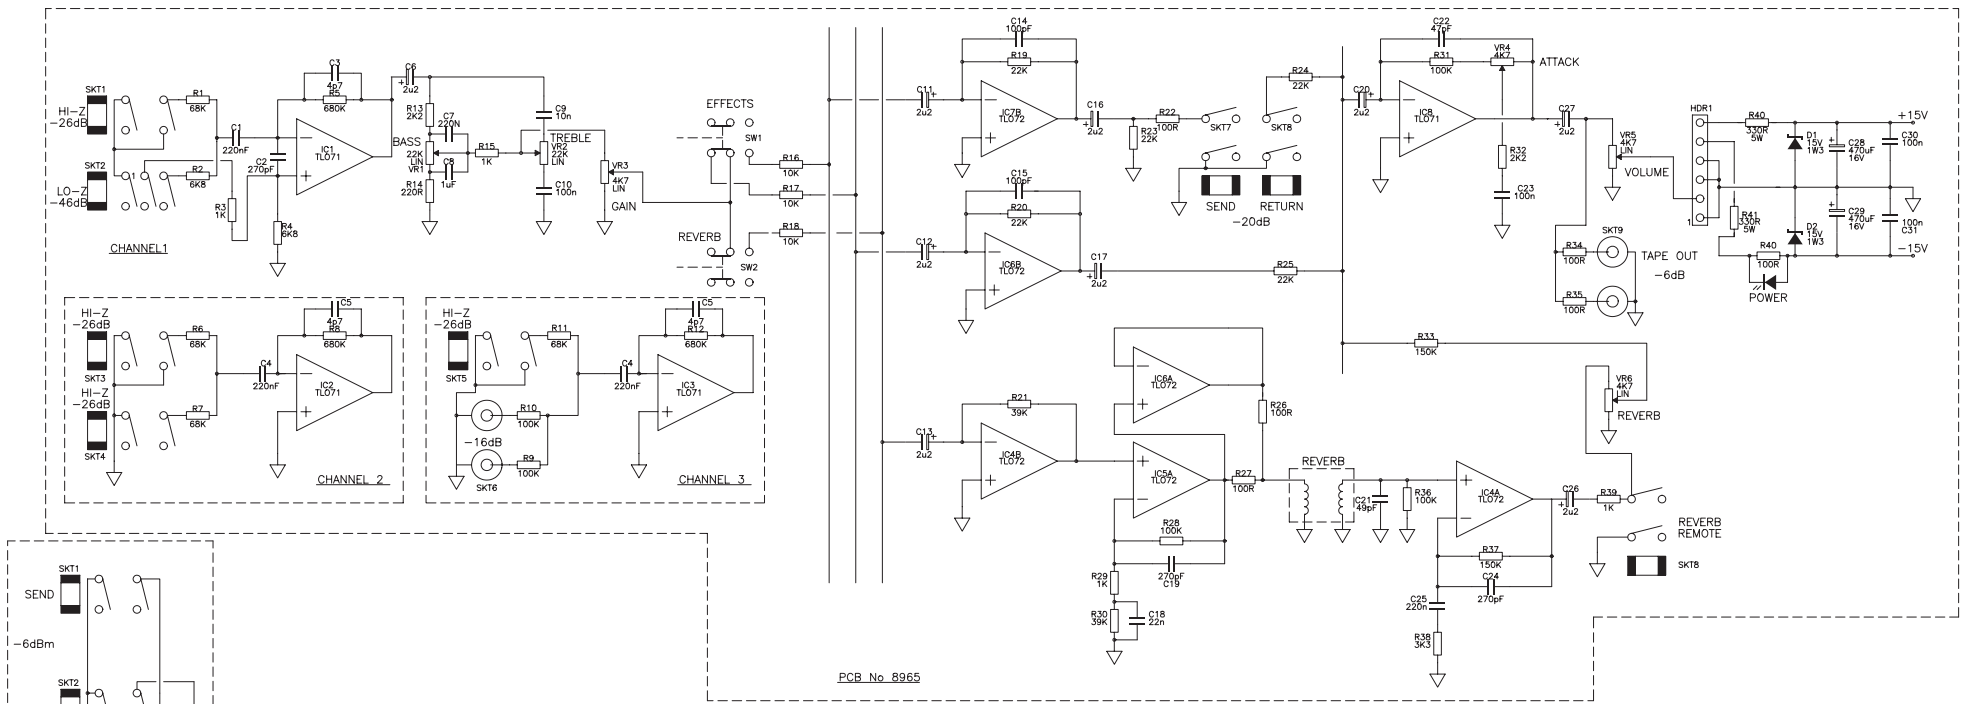 SKT1
HI-Z
-26dB
SKT2
LO-Z
-46dB
1
R1
68K
R2
6K8
R3
1K
C1
220nF
C2
270pF
R4
6K8
C3
4p7
R5
680K
IC1
TL071
CHANNEL1
C6
2u2
R13
2K2
BASS
22K
LIN
VR1
R14
220R
C7
220N
C8
1uF
R15
1K
C9
10n
TREBLE
VR2
22K
LIN
C10
100n
VR3
4K7
LIN
GAIN
EFFECTS
SW1
REVERB
SW2
R16
10K
R17
10K
R18
10K
HI-Z
-26dB
SKT3
HI-Z
-26dB
SKT4
R6
68K
R7
68K
C4
220nF
C5
4p7
R8
680K
IC2
TL071
CHANNEL 2
HI-Z
-26dB
SKT5
R11
68K
R10
100K
-16dB
R9
100K
SKT6
C4
220nF
C5
4p7
R12
680K
IC3
TL071
CHANNEL 3
C14
100pF
R19
22K
C11
2u2
IC7B
TL072
C16
2u2
R22
100R
R23
22K
SKT7
SKT8
R24
22K
SEND
RETURN
-20dB
C15
100pF
R20
22K
C12
2u2
IC6B
TL072
C17
2u2
R25
22K
C22
47pF
R31
100K
VR4
4K7
ATTACK
C20
2u2
IC8
TL071
R32
2K2
C23
100n
C27
2u2
VR5
4K7
LIN
VOLUME
SKT9
R34
100R
R35
100R
TAPE OUT
-6dB
HDR1
1
R40
330R
5W
R41
330R
5W
R40
100R
POWER
D1
15V
1W3
D2
15V
1W3
C28
470uF
16V
C29
470uF
16V
C30
100n
100n
C31
+15V
-15V
R33
150K
VR6
4K7
LIN
REVERB
C13
2u2
R21
39K
IC4B
TL072
IC6A
TL072
IC5A
TL072
R26
100R
R27
100R
R28
100K
270pF
C19
R29
1K
R30
39K
C18
22n
REVERB
C21
49pF
R36
100K
IC4A
TL072
R37
150K
C24
270pF
C25
220n
R38
3K3
C26
2u2
R39
1K
REVERB
REMOTE
SKT8
SKT1
SEND
-6dBm
SKT2
PCB No 8965